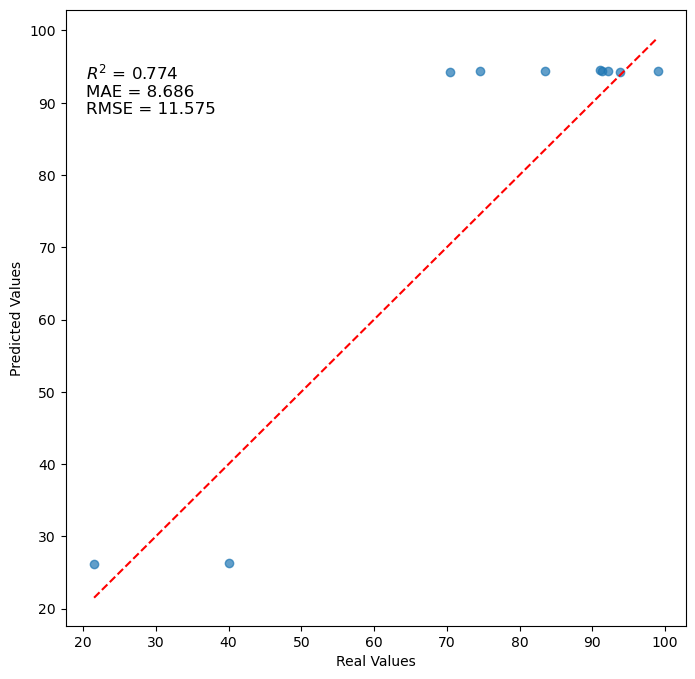 100
90
80
70
60
50
40
30
20
Predicted Values
R² = 0.774
MAE = 8.686
RMSE = 11.575
20 30 40 50 60 70 80 90 100
Real Values